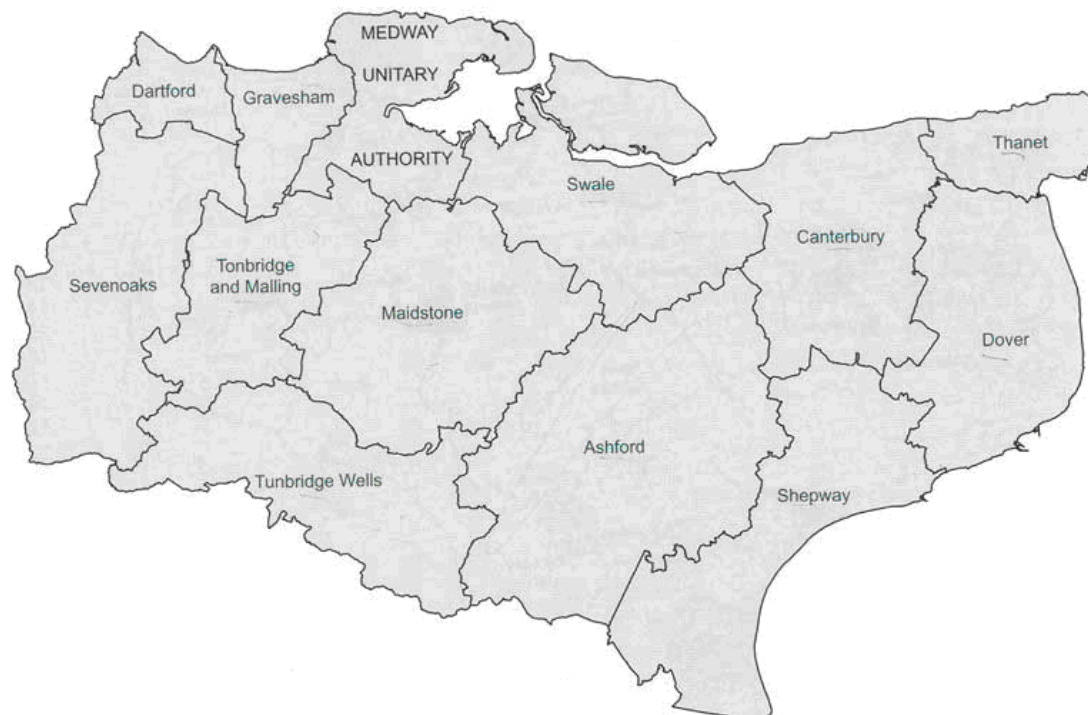 MEDWAY
UNITARY
AUTHORITY
Dartford
Gravesham
Thanet
Swale
Canterbury
Sevenoaks
Tonbridge
and Malling
Maidstone
Dover
Ashford
Tunbridge Wells
Shepway